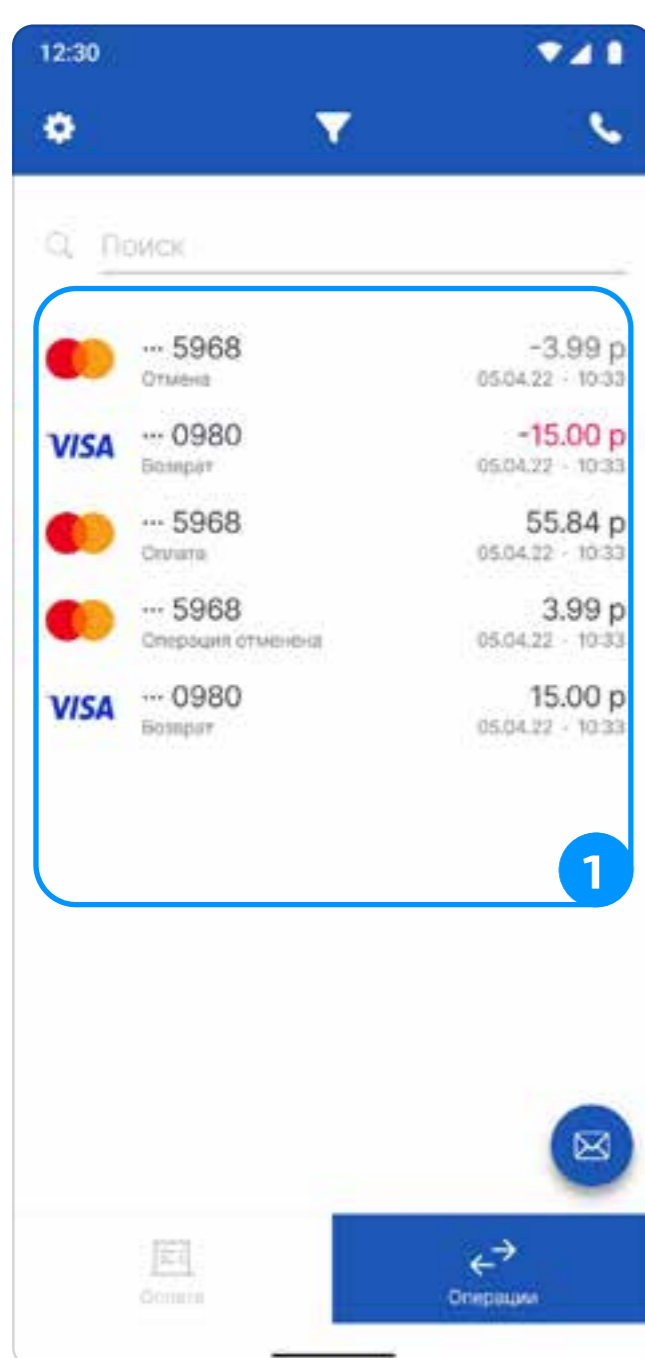 12:30
Поиск
··· 5968 -3.99 р
Отмена 05.04.22 - 10:33
VISA ··· 0980 -15.00 р
Возврат 05.04.22 - 10:33
··· 5968 55.84 р
Оплата 05.04.22 - 10:33
··· 5968 3.99 р
Операция отменена 05.04.22 - 10:33
VISA ··· 0980 15.00 р
Возврат 05.04.22 - 10:33
1
Оплата Операции